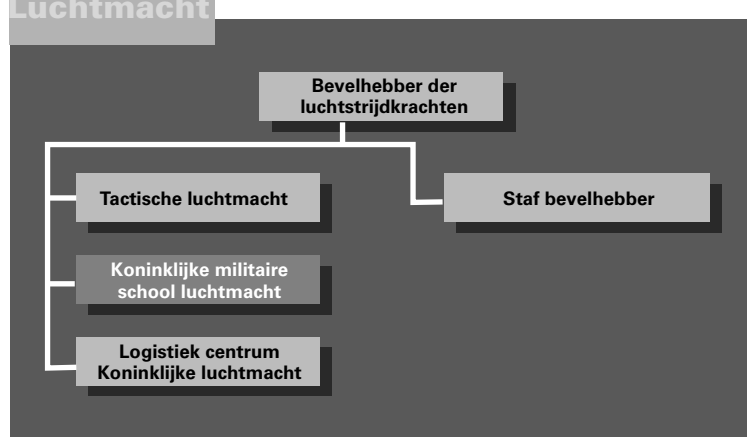 Luchtmacht
Bevelhebber der
luchtstrijdkrachten
Tactische luchtmacht
Staf bevelhebber
Koninklijke militaire
school luchtmacht
Logistiek centrum
Koninklijke luchtmacht